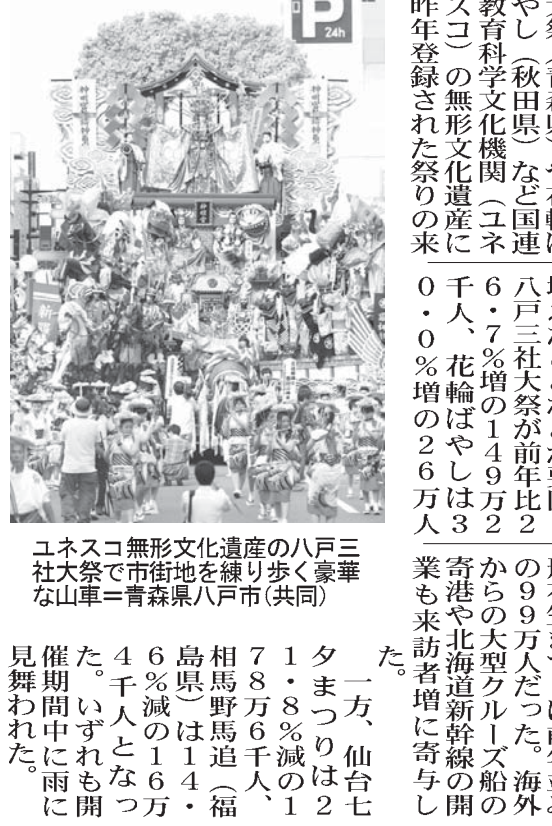 やし（秋田県）など国連
教育科学文化機関（ユネ
スコ）の無形文化遺産に
昨年登録された祭りの来
八戸三社大祭が前年比2
6・7％増の149万2
千人、花輪ばやしは3
0・0％増の26万人
の99万人だった。海外
からの大型クルーズ船の
寄港や北海道新幹線の開
業も来訪者増に寄与し
た。
一方、仙台七
夕まつりは2
1・8％減の1
78万6千人、
相馬野馬追（福
島県）は14・
6％減の16万
4千人となっ
た。いずれも開
催期間中に雨に
見舞われた。
P
24h
ユネスコ無形文化遺産の八戸三
社大祭で市街地を練り歩く豪華
な山車＝青森県八戸市(共同)